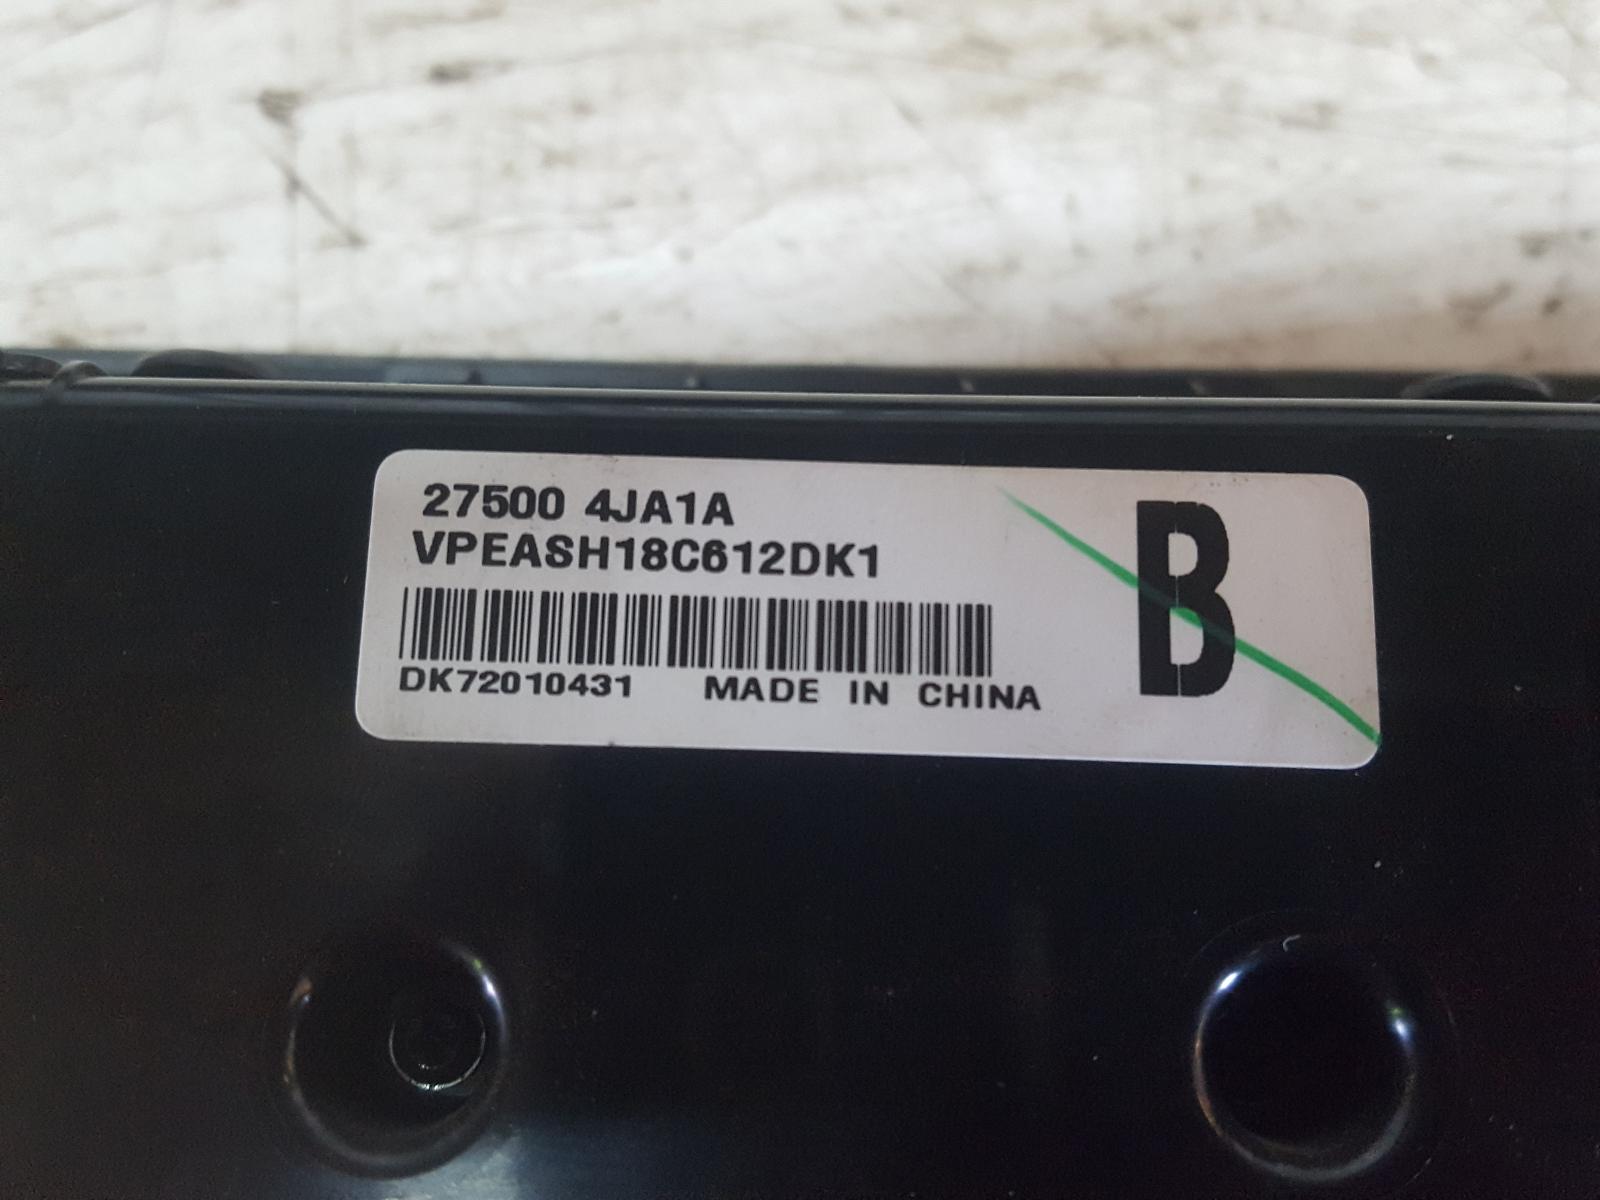 27500 4JA1A
VPEASH18C612DK1
DK72010431 MADE IN CHINA
B